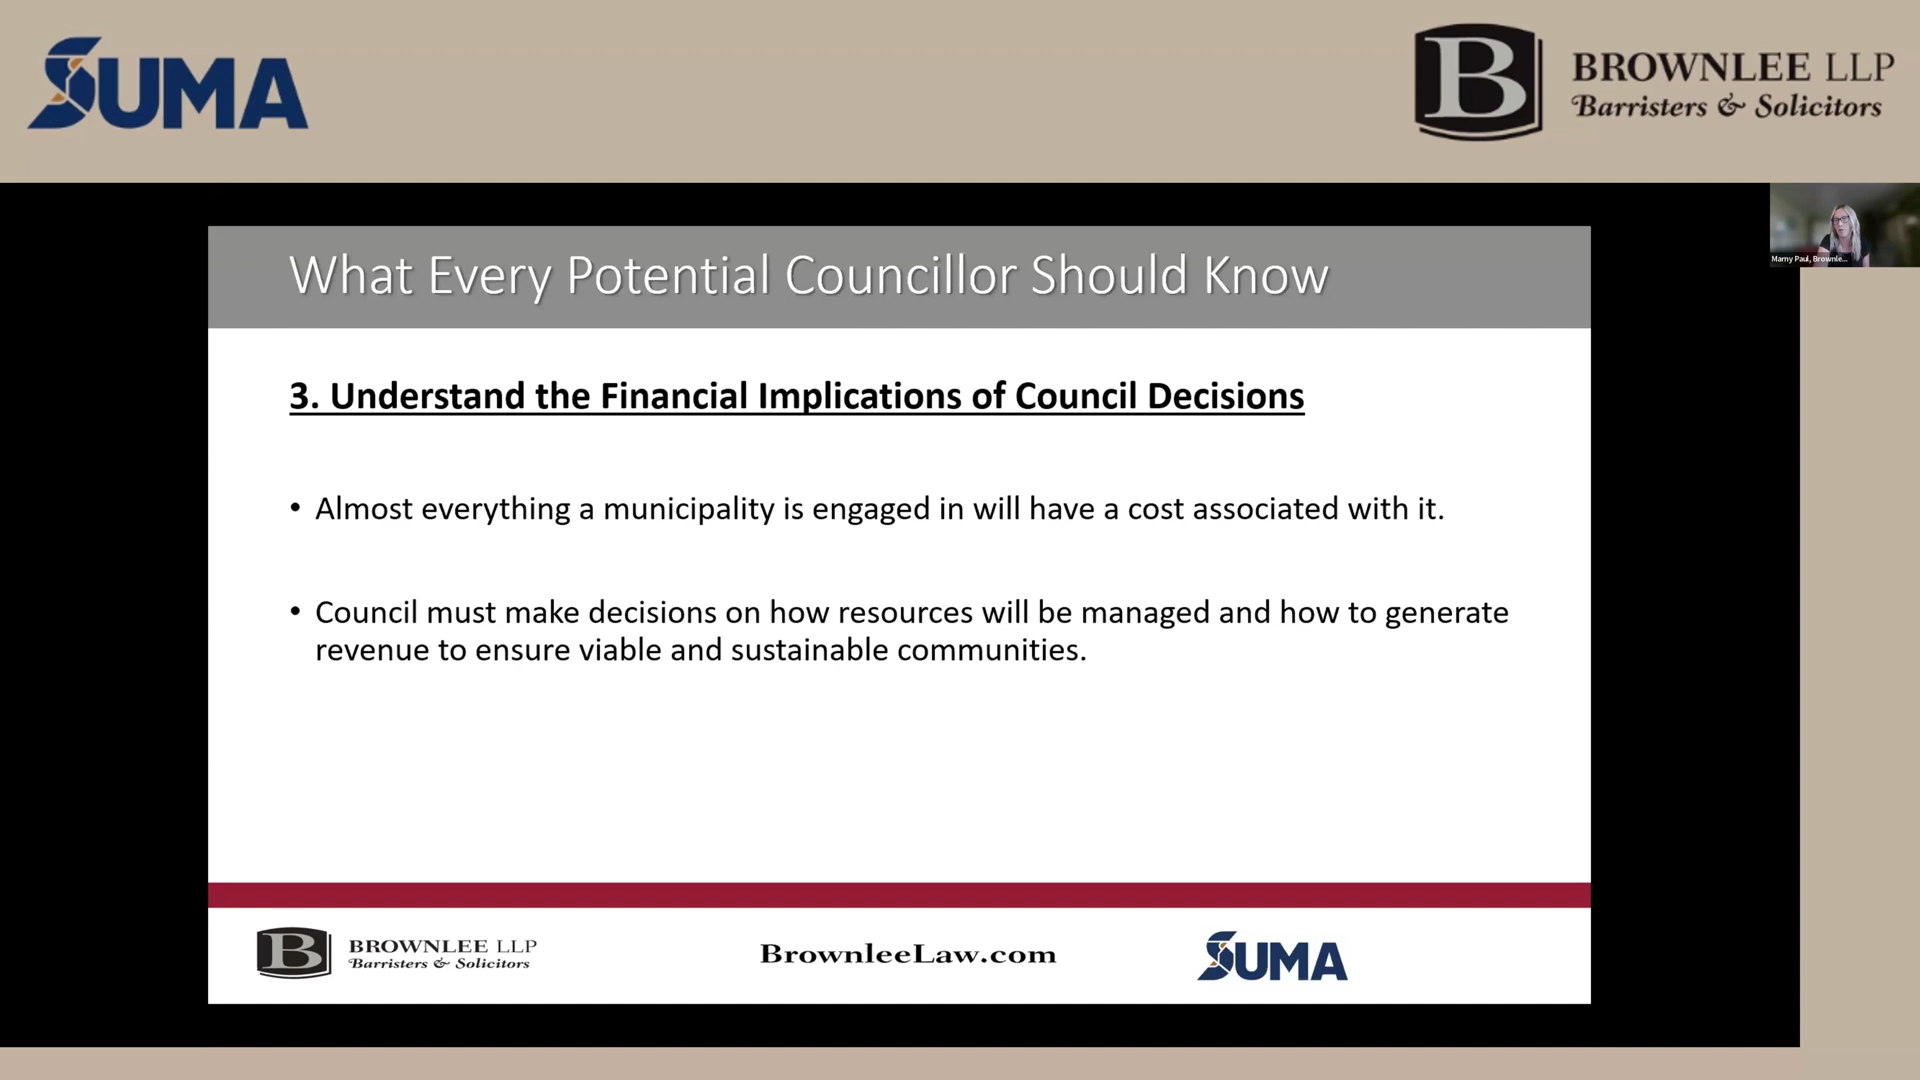 SUMA
B
BROWNLEE LLP
Barristers & Solicitors
Marny Paul, Brownle...
What Every Potential Councillor Should Know
3. Understand the Financial Implications of Council Decisions
• Almost everything a municipality is engaged in will have a cost associated with it.
• Council must make decisions on how resources will be managed and how to generate
revenue to ensure viable and sustainable communities.
B
BROWNLEE LLP
Barristers & Solicitors
BrownleeLaw.com
SUMA